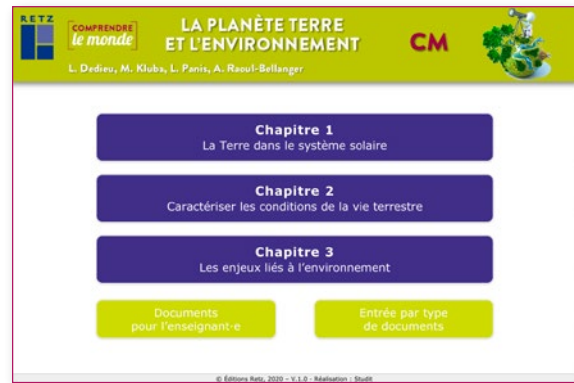 RETZ
COMPRENDRE
le monde
LA PLANÈTE TERRE
ET L'ENVIRONNEMENT
CM
L. Dedieu, M. Kluba, L. Panis, A. Raoul-Bellanger
Chapitre 1
La Terre dans le système solaire
Chapitre 2
Caractériser les conditions de la vie terrestre
Chapitre 3
Les enjeux liés à l'environnement
Documents
pour l'enseignant·e
Entrée par type
de documents
© Éditions Retz, 2020 – V.1.0 - Réalisation : Studit